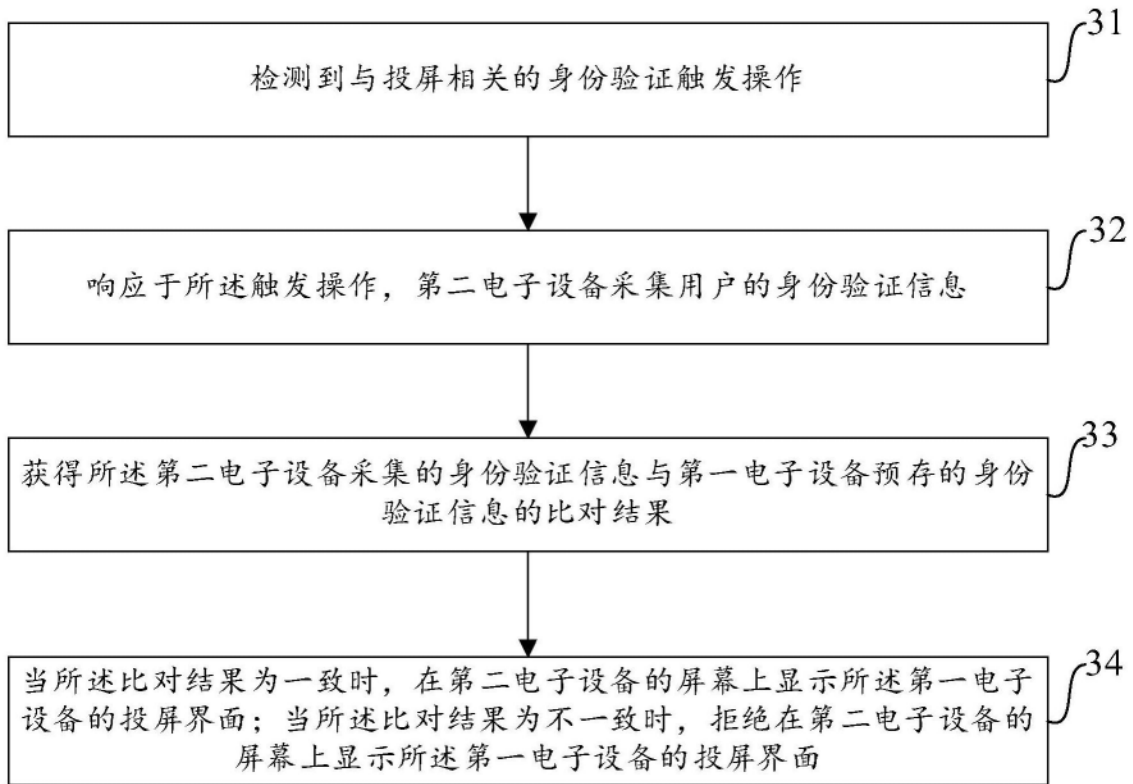 31
检测到与投屏相关的身份验证触发操作
32
响应于所述触发操作，第二电子设备采集用户的身份验证信息
33
获得所述第二电子设备采集的身份验证信息与第一电子设备预存的身份
验证信息的比对结果
34
当所述比对结果为一致时，在第二电子设备的屏幕上显示所述第一电子
设备的投屏界面；当所述比对结果为不一致时，拒绝在第二电子设备的
屏幕上显示所述第一电子设备的投屏界面